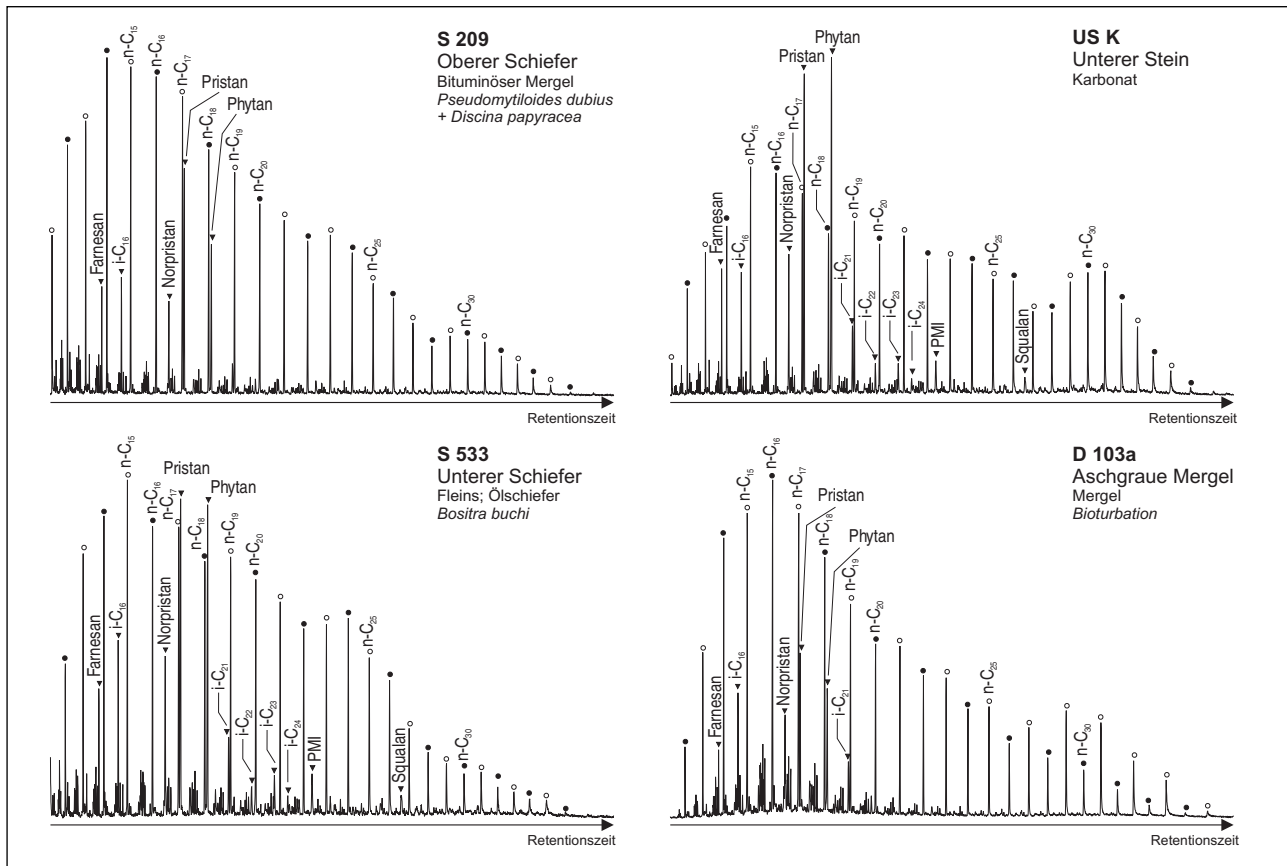 S 209
Oberer Schiefer
Bituminöser Mergel
Pseudomytiloides dubius
+ Discina papyracea
n-C15
n-C16
n-C17
Pristan
Phytan
n-C18
n-C19
n-C20
Farnesan
i-C16
Norpristan
n-C25
n-C30
Retentionszeit
US K
Unterer Stein
Karbonat
Phytan
Pristan
n-C17
n-C15
n-C16
n-C18
n-C19
n-C20
Norpristan
Farnesan
i-C16
i-C21
i-C22
i-C23
i-C24
PMI
n-C25
Squalan
n-C30
Retentionszeit
S 533
Unterer Schiefer
Fleins; Ölschiefer
Bositra buchi
n-C15
Pristan
Phytan
n-C16
n-C17
n-C18
n-C19
n-C20
Farnesan
i-C16
Norpristan
i-C21
i-C22
i-C23
i-C24
PMI
n-C25
Squalan
n-C30
Retentionszeit
D 103a
Aschgraue Mergel
Mergel
Bioturbation
n-C15
n-C16
n-C17
Pristan
n-C18
Phytan
n-C19
n-C20
Farnesan
i-C16
Norpristan
i-C21
n-C25
n-C30
Retentionszeit